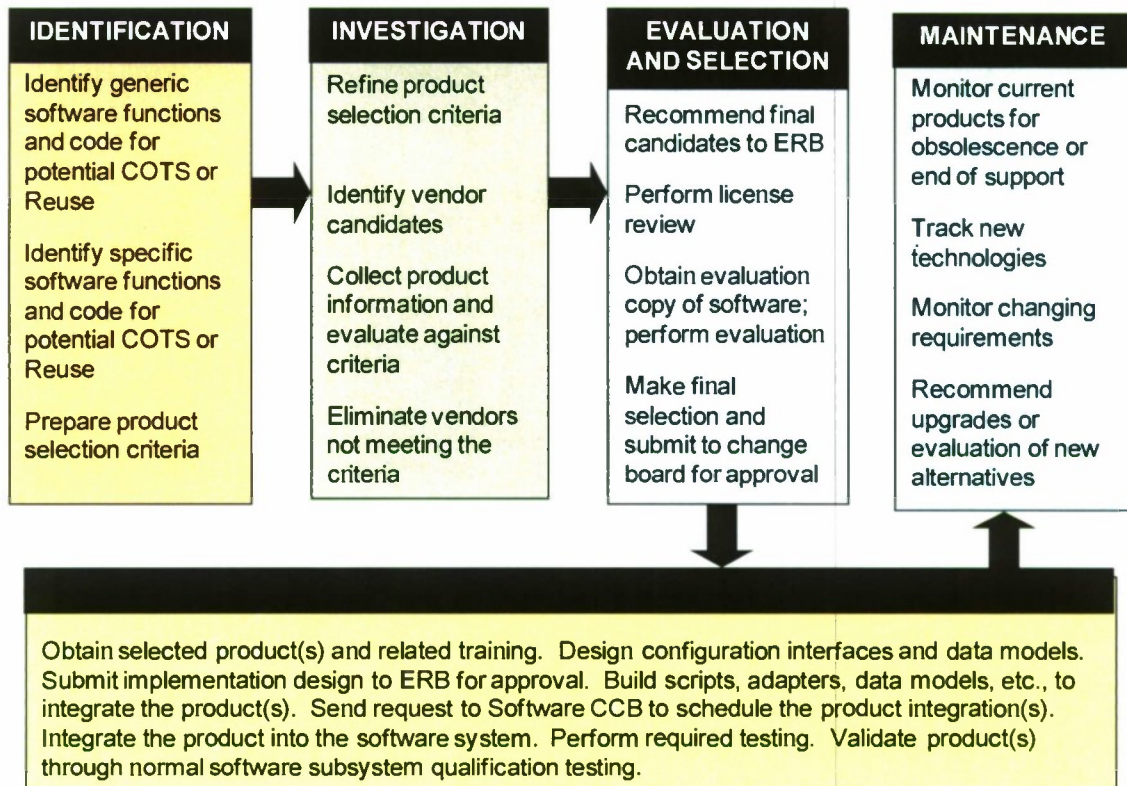 IDENTIFICATION
Identify generic
software functions
and code for
potential COTS or
Reuse
Identify specific
software functions
and code for
potential COTS or
Reuse
Prepare product
selection criteria
INVESTIGATION
Refine product
selection criteria
Identify vendor
candidates
Collect product
information and
evaluate against
criteria
Eliminate vendors
not meeting the
criteria
EVALUATION
AND SELECTION
Recommend final
candidates to ERB
Perform license
review
Obtain evaluation
copy of software;
perform evaluation
Make final
selection and
submit to change
board for approval
MAINTENANCE
Monitor current
products for
obsolescence or
end of support
Track new
technologies
Monitor changing
requirements
Recommend
upgrades or
evaluation of new
alternatives
Obtain selected product(s) and related training. Design configuration interfaces and data models.
Submit implementation design to ERB for approval. Build scripts, adapters, data models, etc., to
integrate the product(s). Send request to Software CCB to schedule the product integration(s).
Integrate the product into the software system. Perform required testing. Validate product(s)
through normal software subsystem qualification testing.